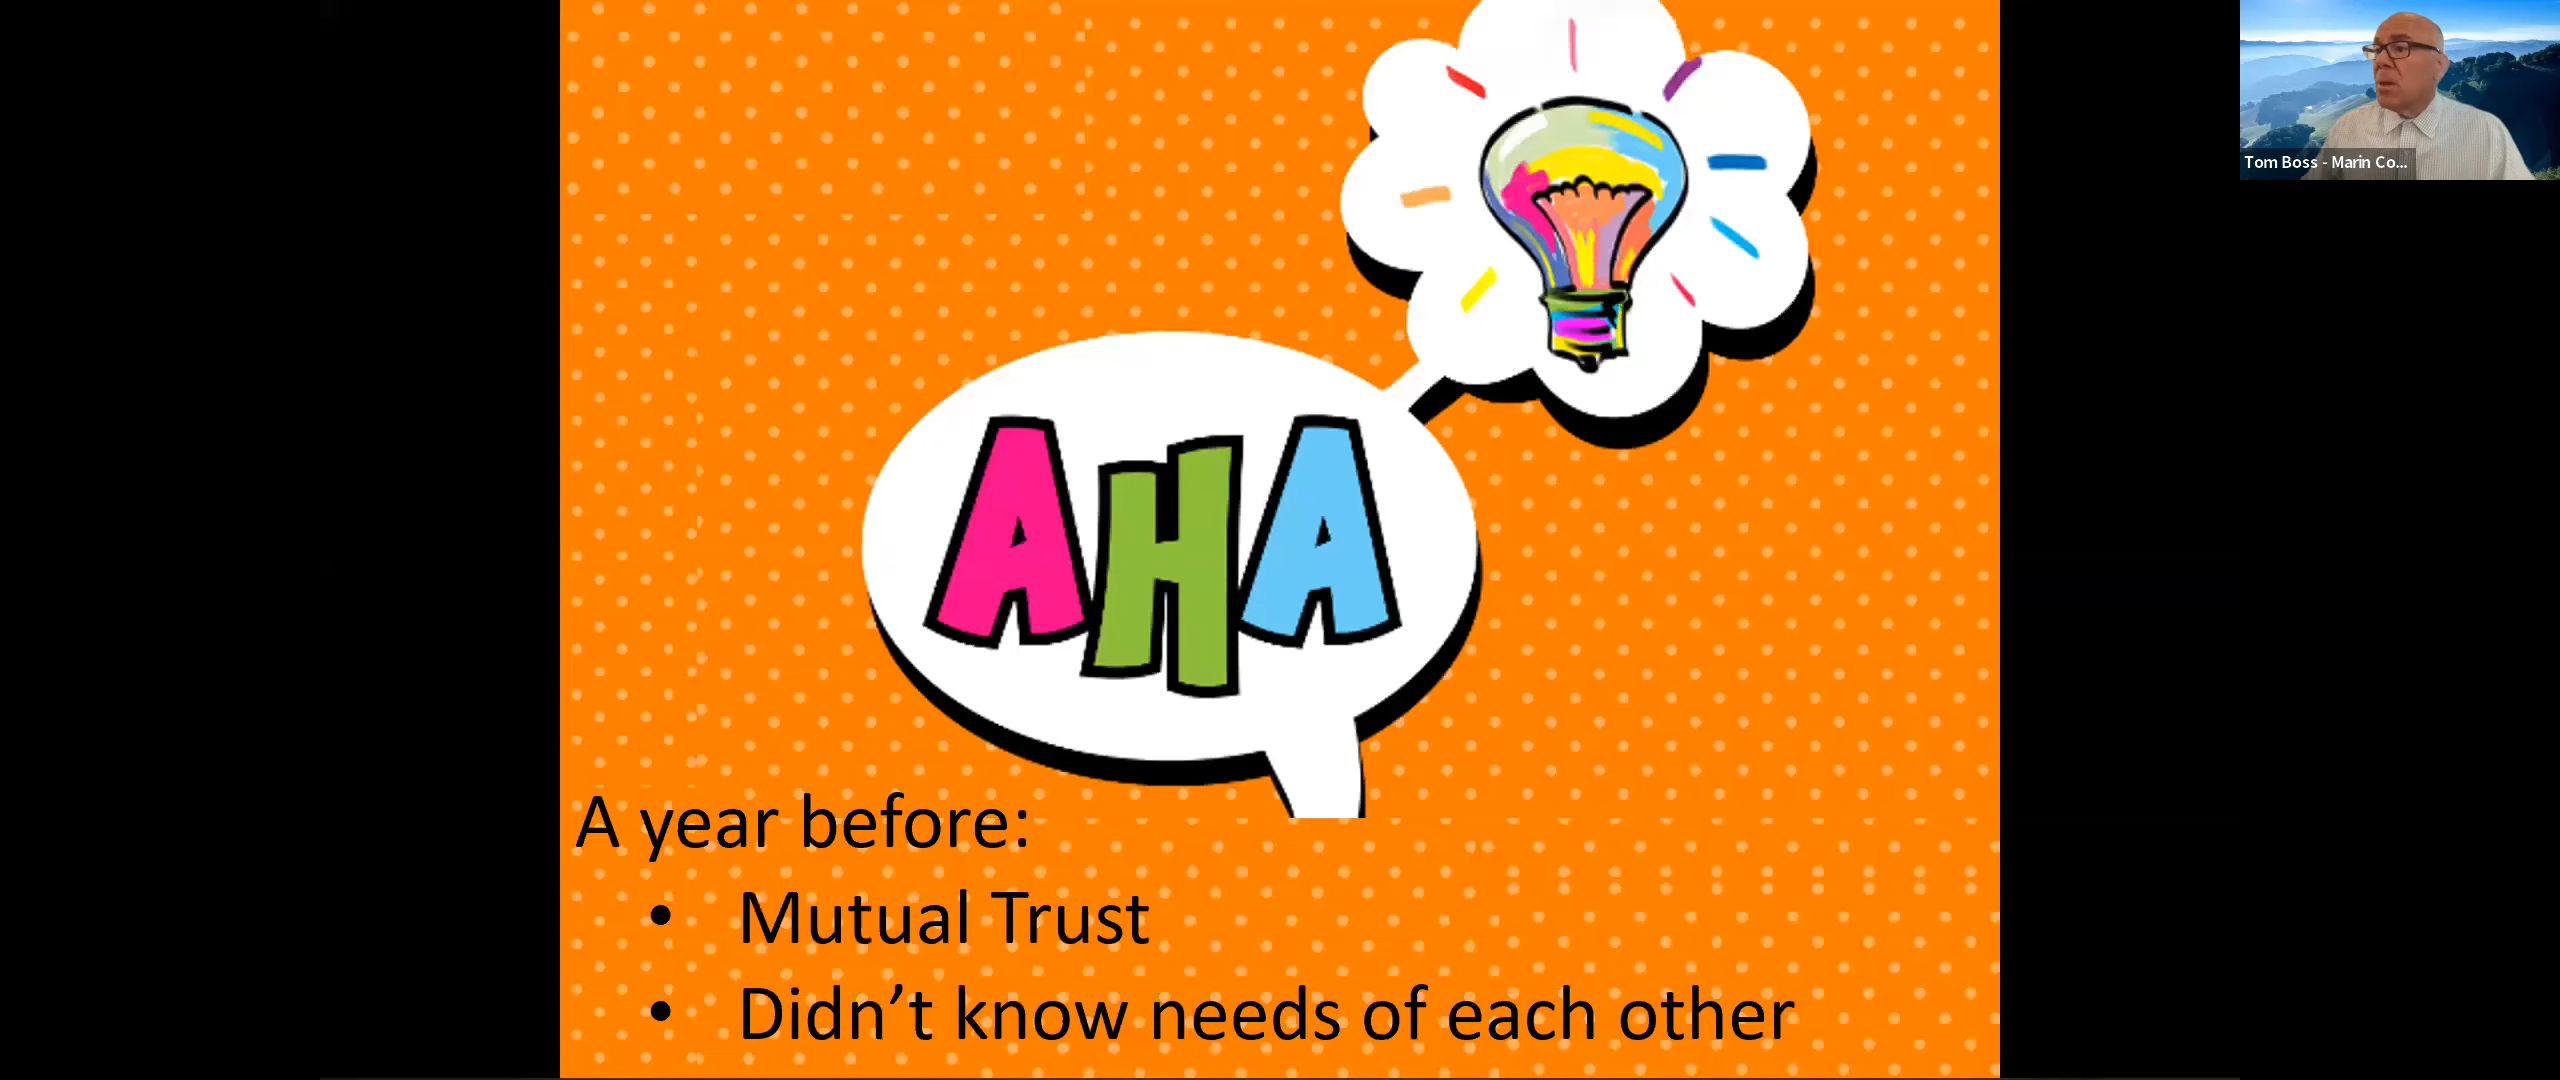 Tom Boss - Marin Co...
AHA
A year before:
• Mutual Trust
• Didn’t know needs of each other